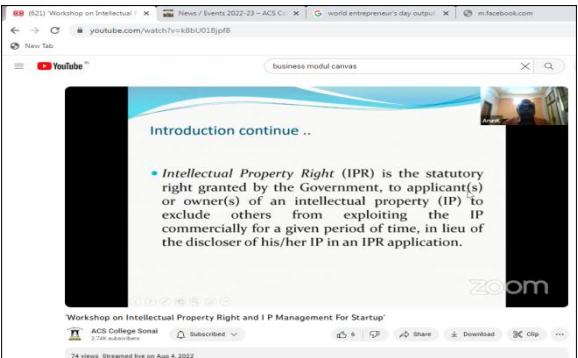 (621) Workshop on Intellectual P
News / Events 2022-23 – ACS Co
world entrepreneur's day output
m.facebook.com
youtube.com/watch?v=k8bU01Bjpf8
New Tab
YouTube
business modul canvas
Introduction continue ..
Intellectual Property Right (IPR) is the statutory
right granted by the Government, to applicant(s)
or owner(s) of an intellectual property (IP) to
exclude others from exploiting the IP
commercially for a given period of time, in lieu of
the discloser of his/her IP in an IPR application.
zoom
'Workshop on Intellectual Property Right and I P Management For Startup'
ACS College Sonai
2.74K subscribers
Subscribed
6
Share
Download
Clip
74 views Streamed live on Aug 4, 2022